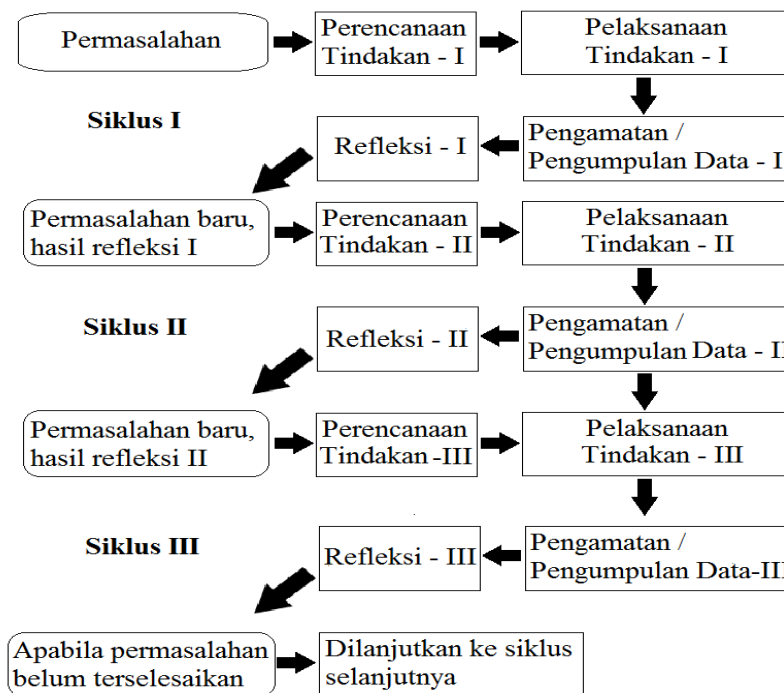 Permasalahan
Perencanaan
Tindakan - I
Pelaksanaan
Tindakan - I
Siklus I
Refleksi - I
Pengamatan /
Pengumpulan Data - I
Permasalahan baru,
hasil refleksi I
Perencanaan
Tindakan - II
Pelaksanaan
Tindakan - II
Siklus II
Refleksi - II
Pengamatan /
Pengumpulan Data - II
Permasalahan baru,
hasil refleksi II
Perencanaan
Tindakan -III
Pelaksanaan
Tindakan - III
Siklus III
Refleksi - III
Pengamatan /
Pengumpulan Data-III
Apabila permasalahan
belum terselesaikan
Dilanjutkan ke siklus
selanjutnya